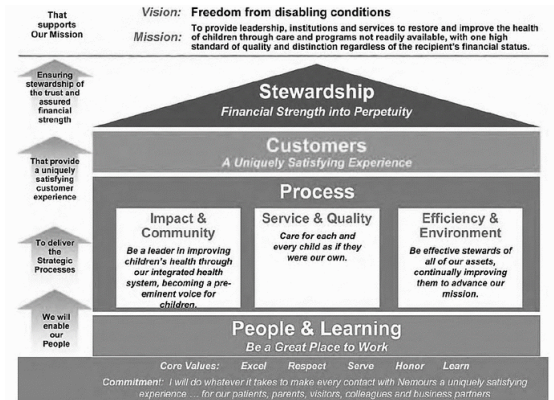 That
supports
Our Mission
Vision: Freedom from disabling conditions
Mission: To provide leadership, institutions and services to restore and improve the health
of children through care and programs not readily available, with one high
standard of quality and distinction regardless of the recipient's financial status.
Ensuring
stewardship of
the trust and
assured
financial
strength
Stewardship
Financial Strength into Perpetuity
That provide
a uniquely
satisfying
customer
experience
Customers
A Uniquely Satisfying Experience
To deliver
the
Strategic
Processes
Process
Impact &
Community
Be a leader in improving
children's health through
our integrated health
system, becoming a pre-
eminent voice for
children.
Service & Quality
Care for each and
every child as if they
were our own.
Efficiency &
Environment
Be effective stewards of
all of our assets,
continually improving
them to advance our
mission.
We will
enable
our
People
People & Learning
Be a Great Place to Work
Core Values: Excel Respect Serve Honor Learn
Commitment: I will do whatever it takes to make every contact with Nemours a uniquely satisfying
experience ... for our patients, parents, visitors, colleagues and business partners